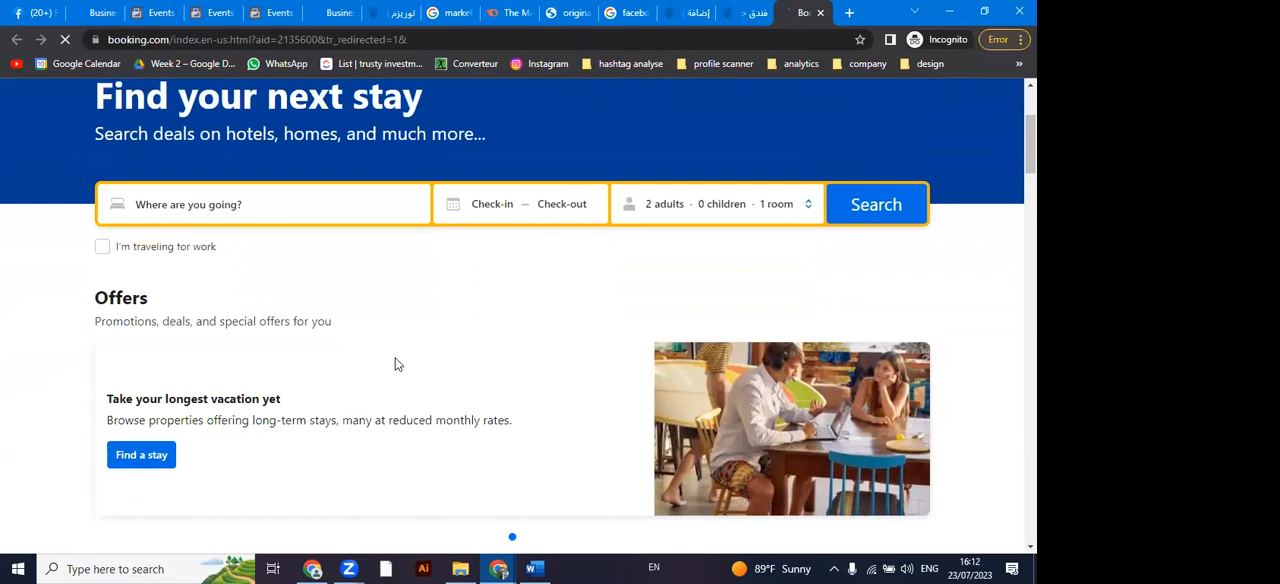 (20+) F
Busine
Events
Events
Events
Busine
توريزم
market
The M
origina
facebo
إضافة
فندق
Bo
booking.com/index.en-us.html?aid=2135600&tr_redirected=1&
Incognito
Error
Google Calendar
Week 2 – Google D...
WhatsApp
List | trusty investm...
Converteur
Instagram
hashtag analyse
profile scanner
analytics
company
design
»
Find your next stay
Search deals on hotels, homes, and much more...
Where are you going?
Check-in — Check-out
2 adults · 0 children · 1 room
Search
I'm traveling for work
Offers
Promotions, deals, and special offers for you
Take your longest vacation yet
Browse properties offering long-term stays, many at reduced monthly rates.
Find a stay
Type here to search
EN
89°F Sunny
ENG
16:12
23/07/2023